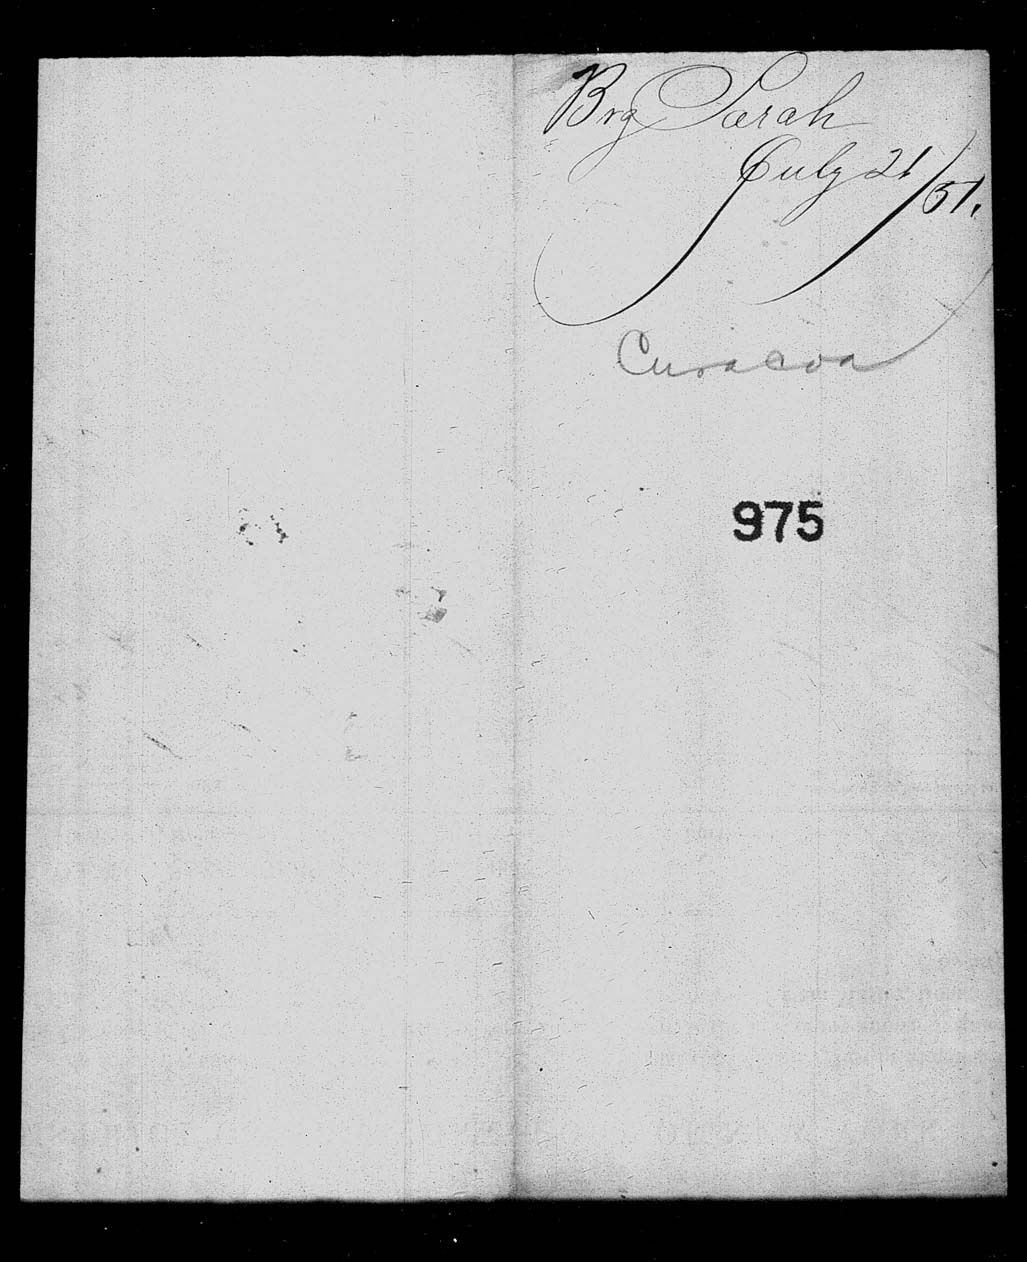 Brg Sarah
July 21/51.
Curacoa
975